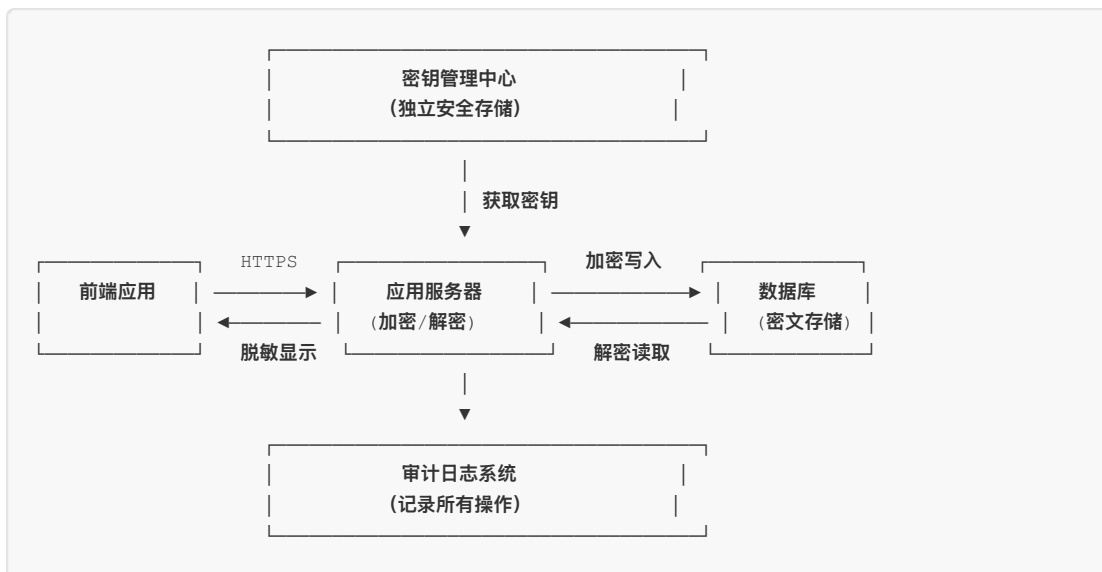 密钥管理中心
(独立安全存储)
获取密钥
HTTPS 加密写入
前端应用 应用服务器 数据库
(加密/解密) (密文存储)
脱敏显示 解密读取
审计日志系统
(记录所有操作)